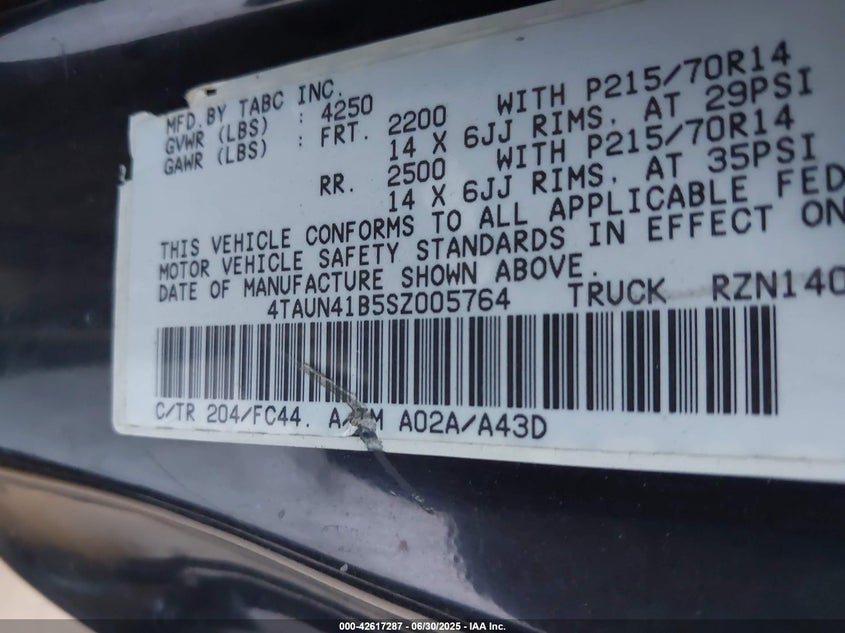 MFD.BY TABC INC.
GVWR (LBS) : 4250
GAWR (LBS) : FRT. 2200 WITH P215/70R14
14 X 6JJ RIMS. AT 29PSI
RR. 2500 WITH P215/70R14
14 X 6JJ RIMS. AT 35PSI
THIS VEHICLE CONFORMS TO ALL APPLICABLE FED
MOTOR VEHICLE SAFETY STANDARDS IN EFFECT ON
DATE OF MANUFACTURE SHOWN ABOVE.
4TAUN41B5SZ005764 TRUCK RZN140
C/TR 204/FC44. A02A/A43D
000-42617287 - 06/30/2025 - IAA Inc.